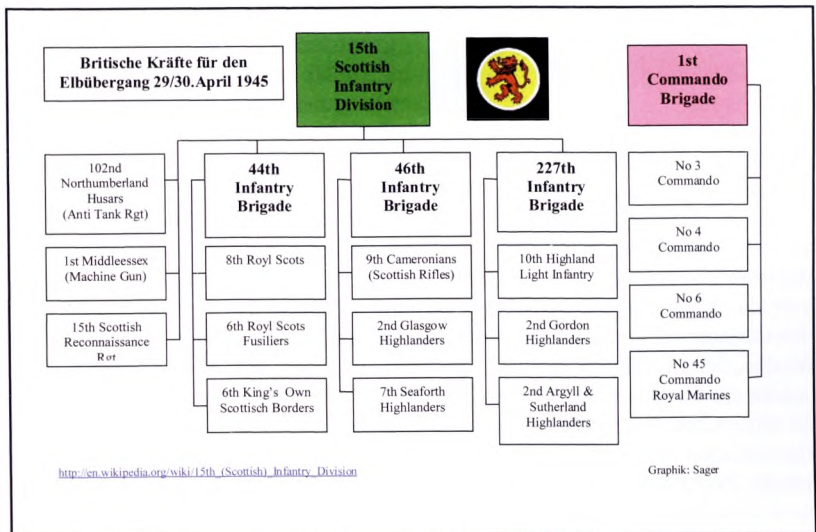 Britische Kräfte für den
Elbübergang 29/30.April 1945
15th
Scottish
Infantry
Division
1st
Commando
Brigade
102nd
Northumberland
Husars
(Anti Tank Rgt)
1st Middleessex
(Machine Gun)
15th Scottish
Reconnaissance
Rgt
44th
Infantry
Brigade
8th Royl Scots
6th Royl Scots
Fusiliers
6th King's Own
Scottisch Borders
46th
Infantry
Brigade
9th Cameronians
(Scottish Rifles)
2nd Glasgow
Highlanders
7th Seaforth
Highlanders
227th
Infantry
Brigade
10th Highland
Light Infantry
2nd Gordon
Highlanders
2nd Argyll &
Sutherland
Highlanders
No 3
Commando
No 4
Commando
No 6
Commando
No 45
Commando
Royal Marines
http://en.wikipedia.org/wiki/15th_(Scottish)_Infantry_Division
Graphik: Sager